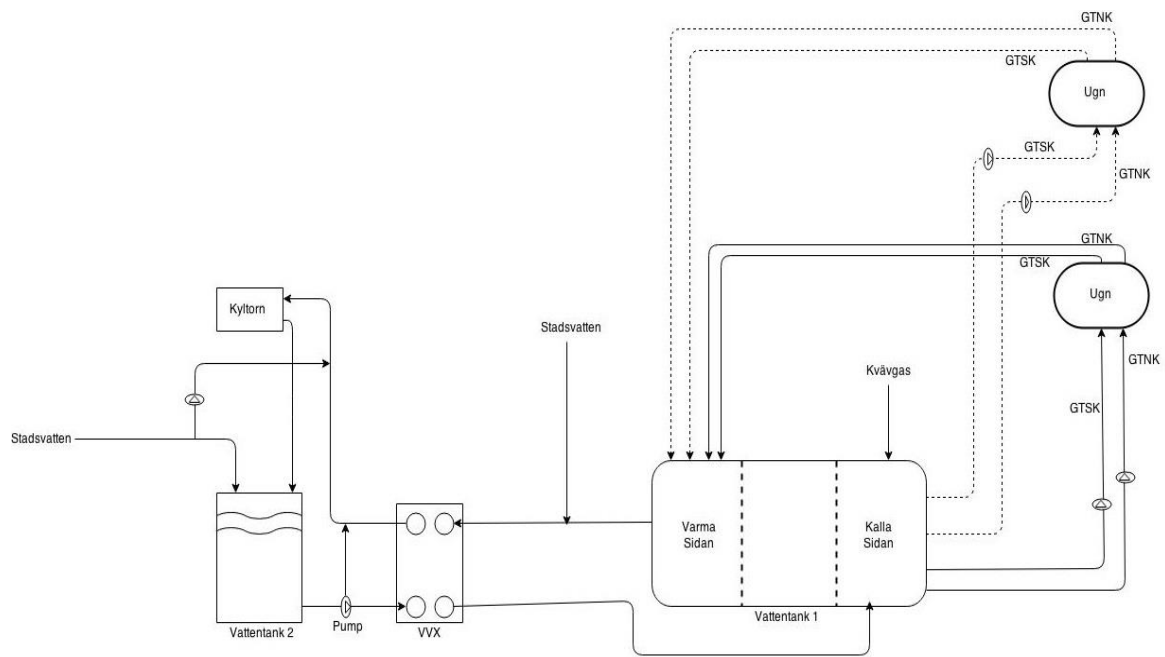 GTNK
GTSK
Ugn
GTSK
GTNK
GTNK
GTSK
Ugn
Kyltorn
Stadsvatten
GTNK
Kvävgas
GTSK
Stadsvatten
Varma
Sidan
Kalla
Sidan
Vattentank 1
Pump
Vattentank 2
VVX